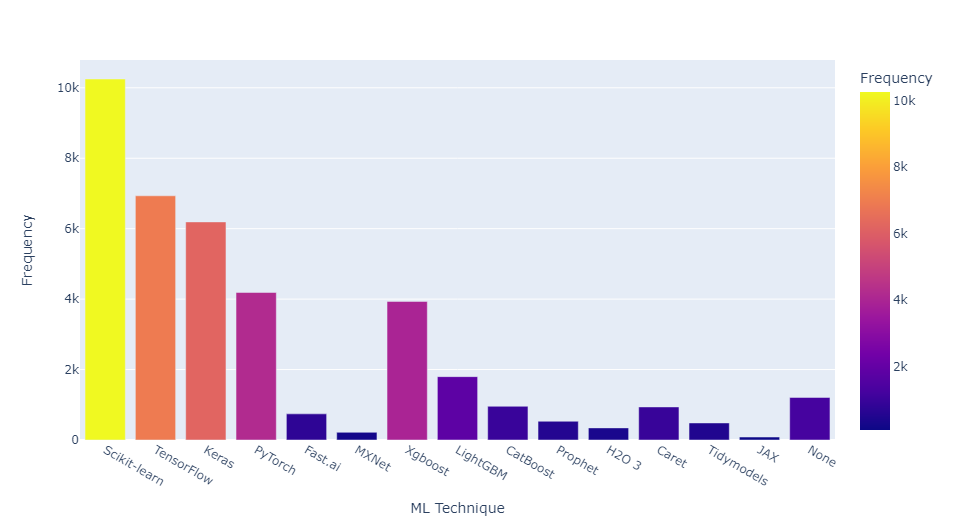 Frequency
10k
8k
6k
4k
2k
0
Scikit-learn
TensorFlow
Keras
PyTorch
Fast.ai
MXNet
Xgboost
LightGBM
CatBoost
Prophet
H2O 3
Caret
Tidymodels
JAX
None
ML Technique
Frequency
10k
8k
6k
4k
2k